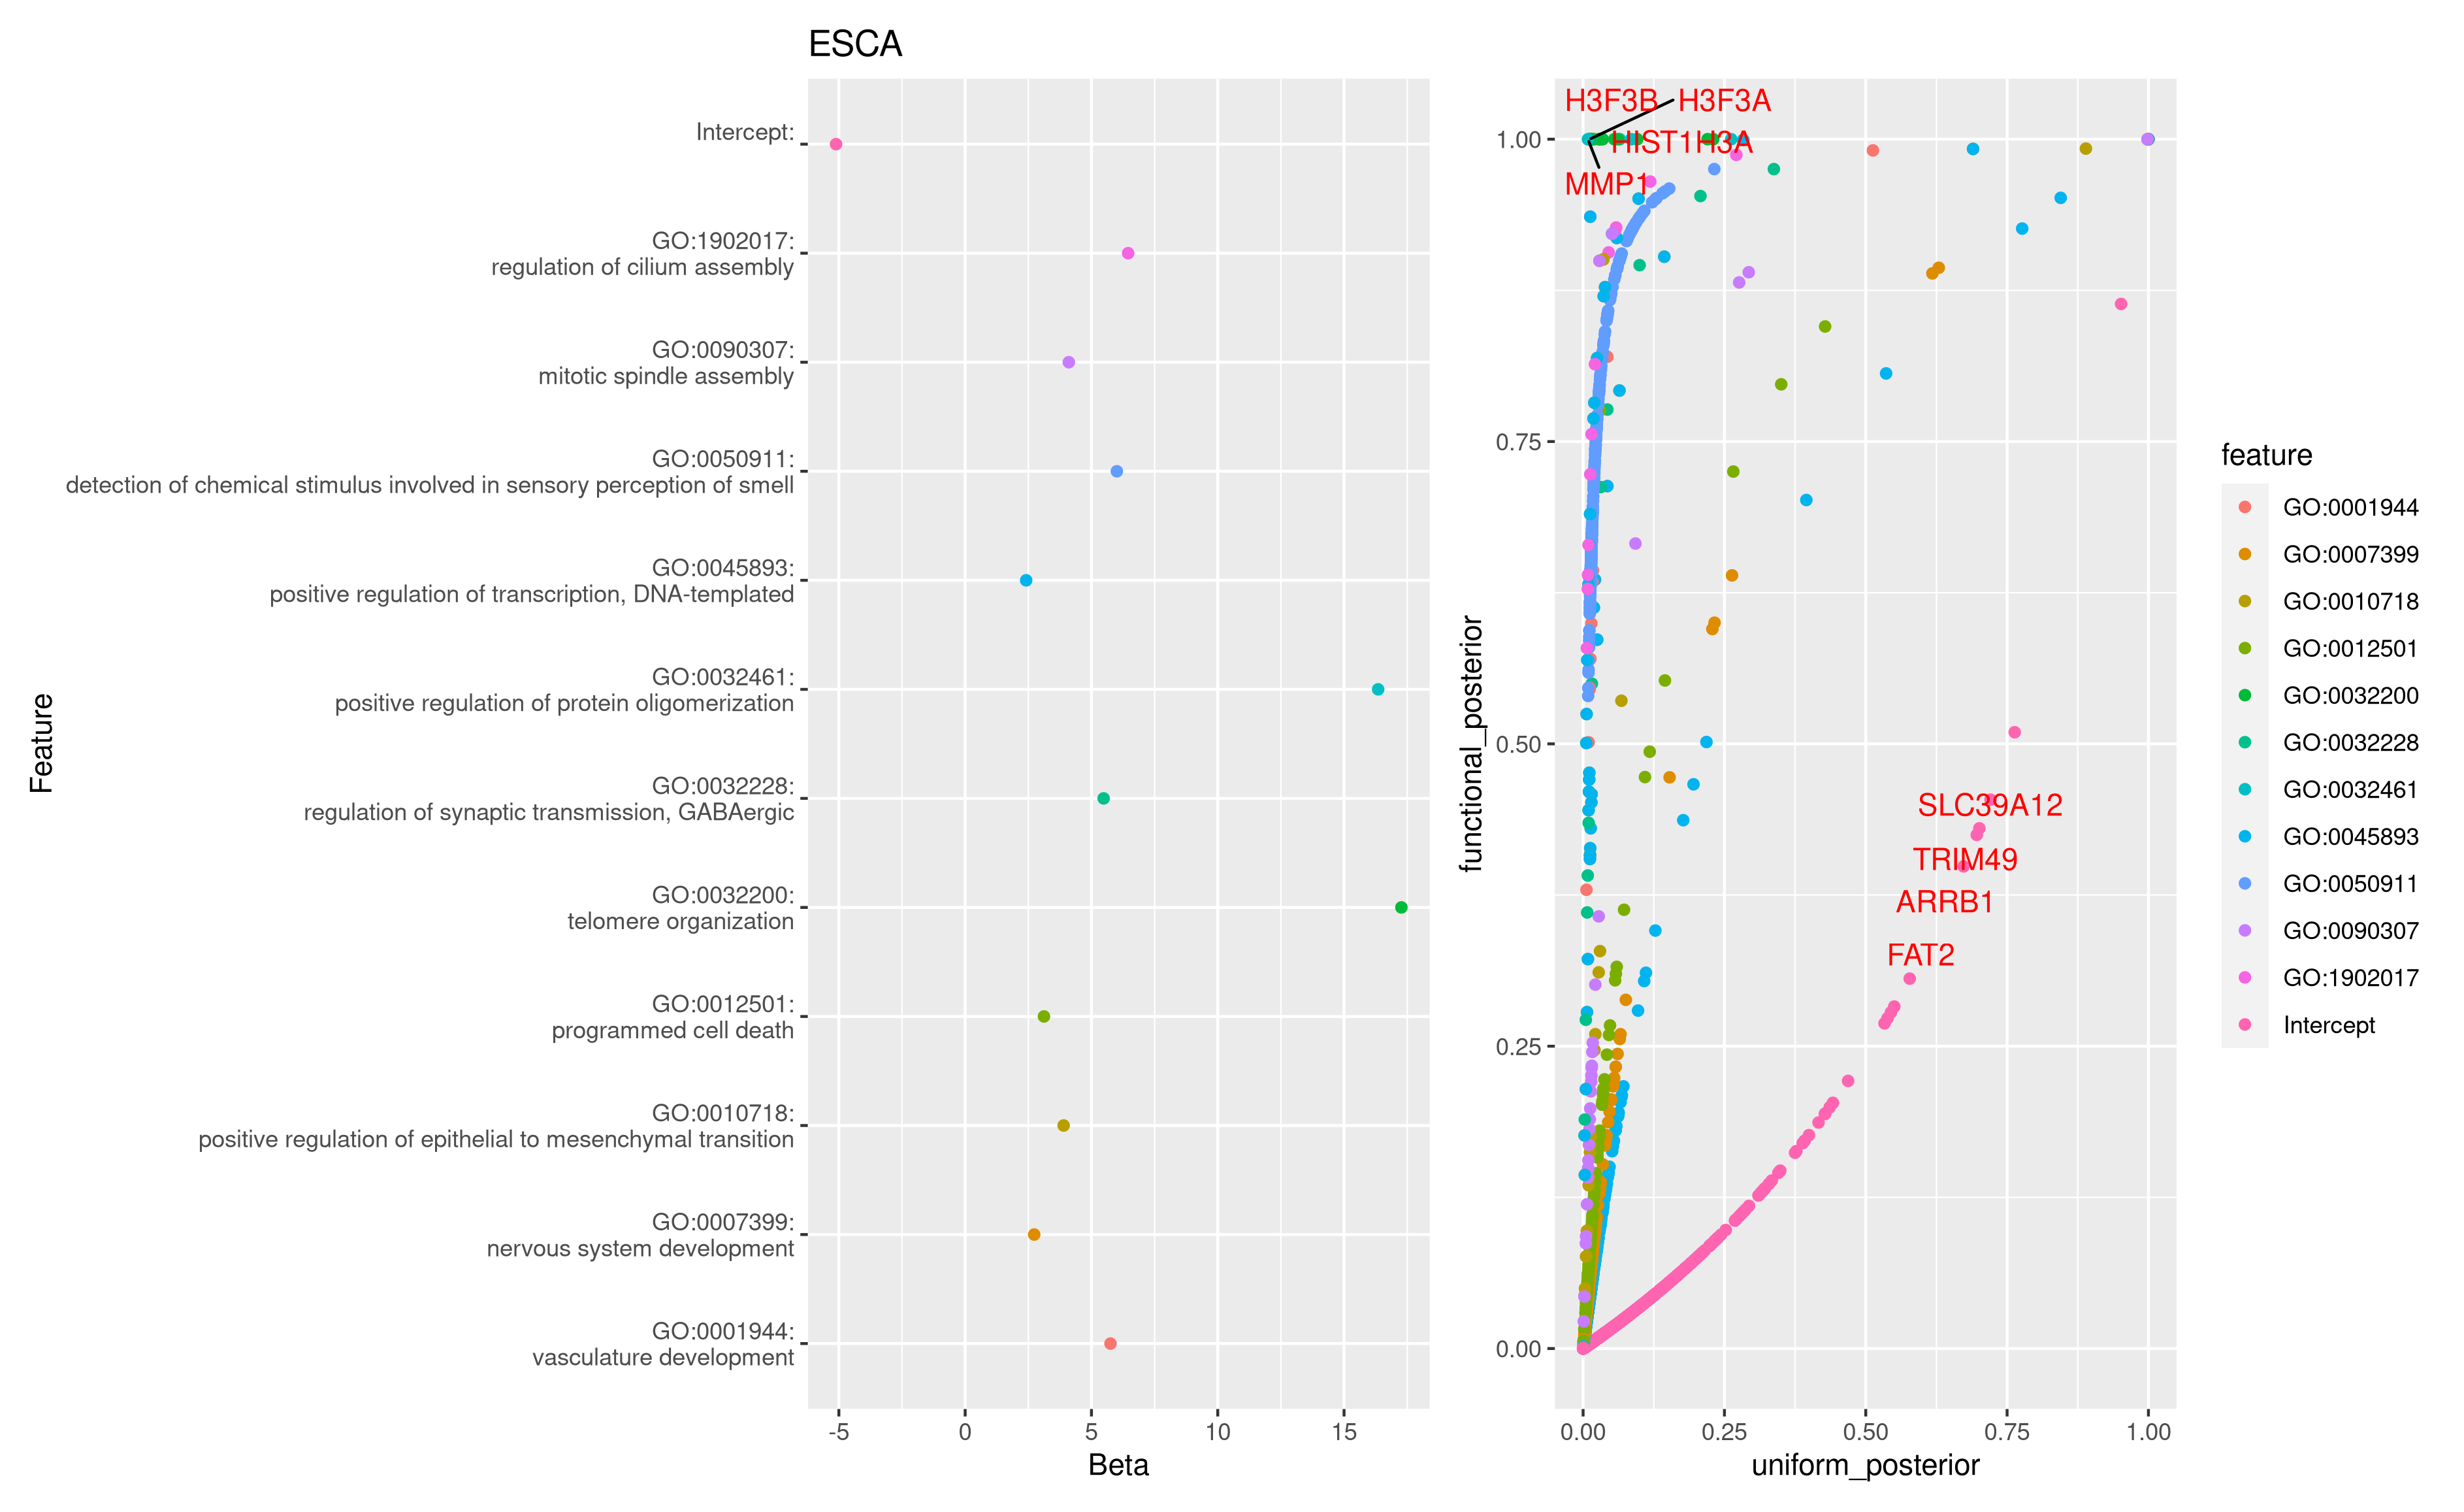 ESCA
Feature
Intercept:
GO:1902017:
regulation of cilium assembly
GO:0090307:
mitotic spindle assembly
GO:0050911:
detection of chemical stimulus involved in sensory perception of smell
GO:0045893:
positive regulation of transcription, DNA-templated
GO:0032461:
positive regulation of protein oligomerization
GO:0032228:
regulation of synaptic transmission, GABAergic
GO:0032200:
telomere organization
GO:0012501:
programmed cell death
GO:0010718:
positive regulation of epithelial to mesenchymal transition
GO:0007399:
nervous system development
GO:0001944:
vasculature development
-5 0 5 10 15
Beta
functional_posterior
1.00
0.75
0.50
0.25
0.00
H3F3B H3F3A
HIST1H3A
MMP1
SLC39A12
TRIM49
ARRB1
FAT2
0.00 0.25 0.50 0.75 1.00
uniform_posterior
feature
GO:0001944
GO:0007399
GO:0010718
GO:0012501
GO:0032200
GO:0032228
GO:0032461
GO:0045893
GO:0050911
GO:0090307
GO:1902017
Intercept